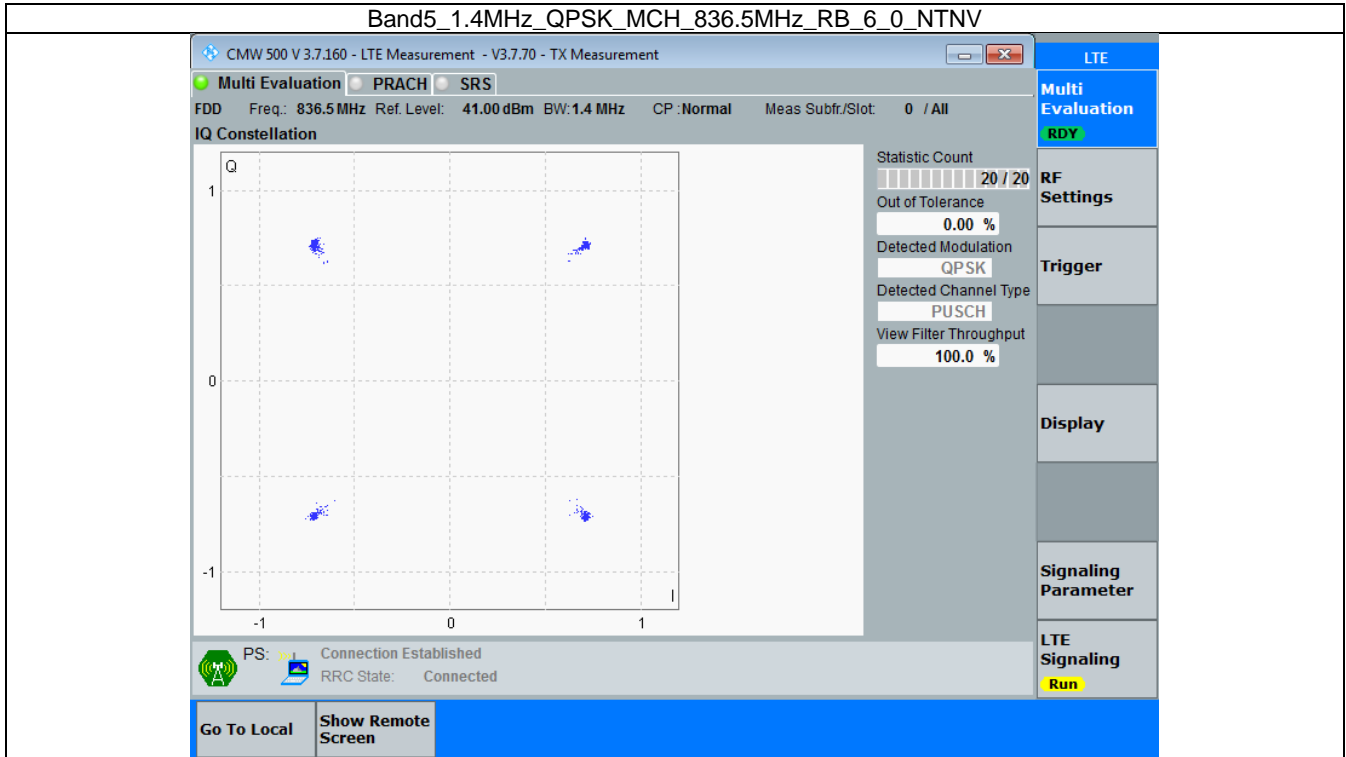 Band5_1.4MHz_QPSK_MCH_836.5MHz_RB_6_0_NTNV
CMW 500 V 3.7.160 - LTE Measurement - V3.7.70 - TX Measurement
LTE
Multi Evaluation PRACH SRS
FDD Freq.: 836.5 MHz Ref. Level: 41.00 dBm BW: 1.4 MHz CP : Normal Meas Subfr./Slot: 0 / All
IQ Constellation
Q
1
0
-1
I
-1 0 1
Statistic Count
20 / 20
Out of Tolerance
0.00 %
Detected Modulation
QPSK
Detected Channel Type
PUSCH
View Filter Throughput
100.0 %
Multi
Evaluation
RDY
RF
Settings
Trigger
Display
Signaling
Parameter
LTE
Signaling
Run
PS: Connection Established
RRC State: Connected
Go To Local
Show Remote
Screen